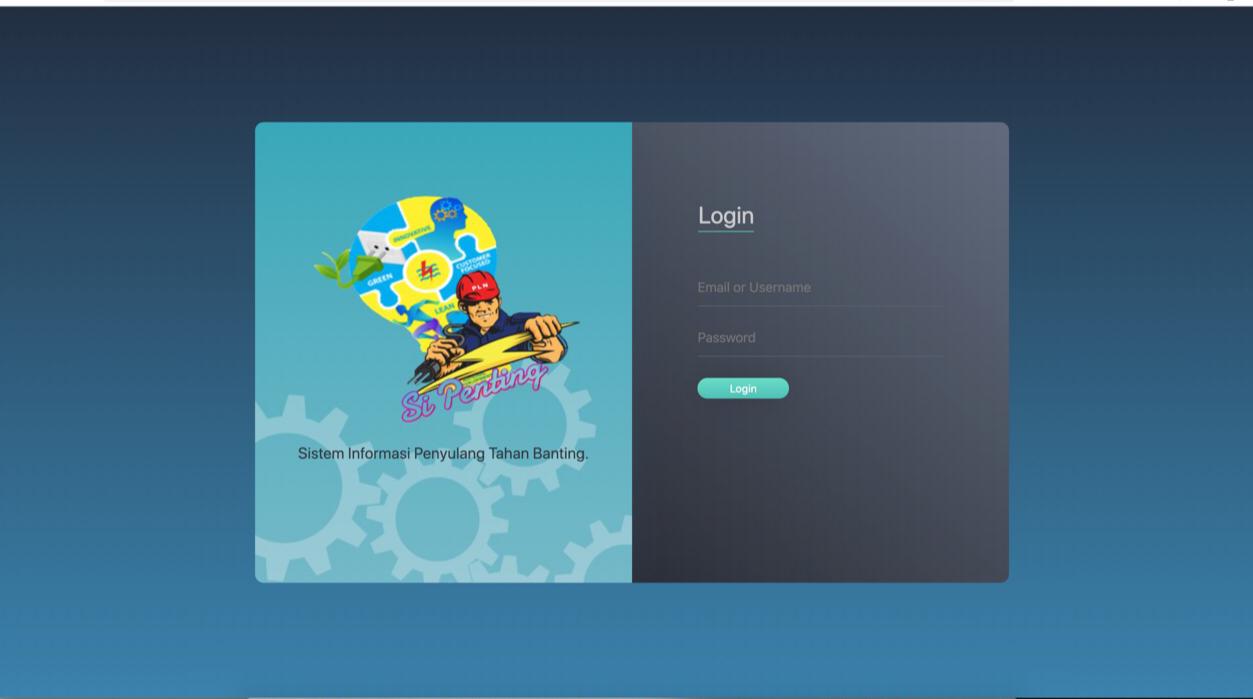 INNOVATIVE
GREEN
CUSTOMER
FOCUSED
LEAN
PLN
Si Penting
Sistem Informasi Penyulang Tahan Banting.
Login
Email or Username
Password
Login